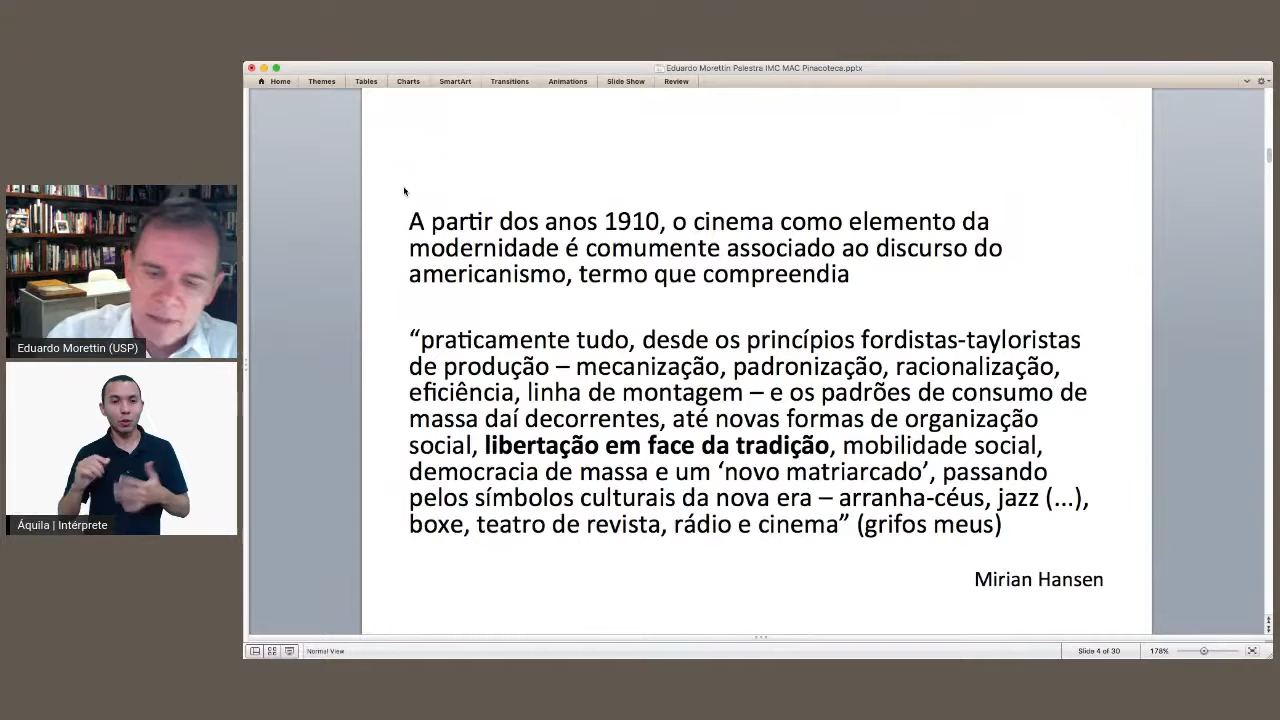 Eduardo Morettin Palestra IMC MAC Pinacoteca.pptx
Home Themes Tables Charts SmartArt Transitions Animations Slide Show Review
A partir dos anos 1910, o cinema como elemento da
modernidade é comumente associado ao discurso do
americanismo, termo que compreendia
“praticamente tudo, desde os princípios fordistas-tayloristas
de produção – mecanização, padronização, racionalização,
eficiência, linha de montagem – e os padrões de consumo de
massa daí decorrentes, até novas formas de organização
social, libertação em face da tradição, mobilidade social,
democracia de massa e um ‘novo matriarcado’, passando
pelos símbolos culturais da nova era – arranha-céus, jazz (...),
boxe, teatro de revista, rádio e cinema” (grifos meus)
Mirian Hansen
Eduardo Morettin (USP)
Áquila | Intérprete
Normal View
Slide 4 of 30
178%